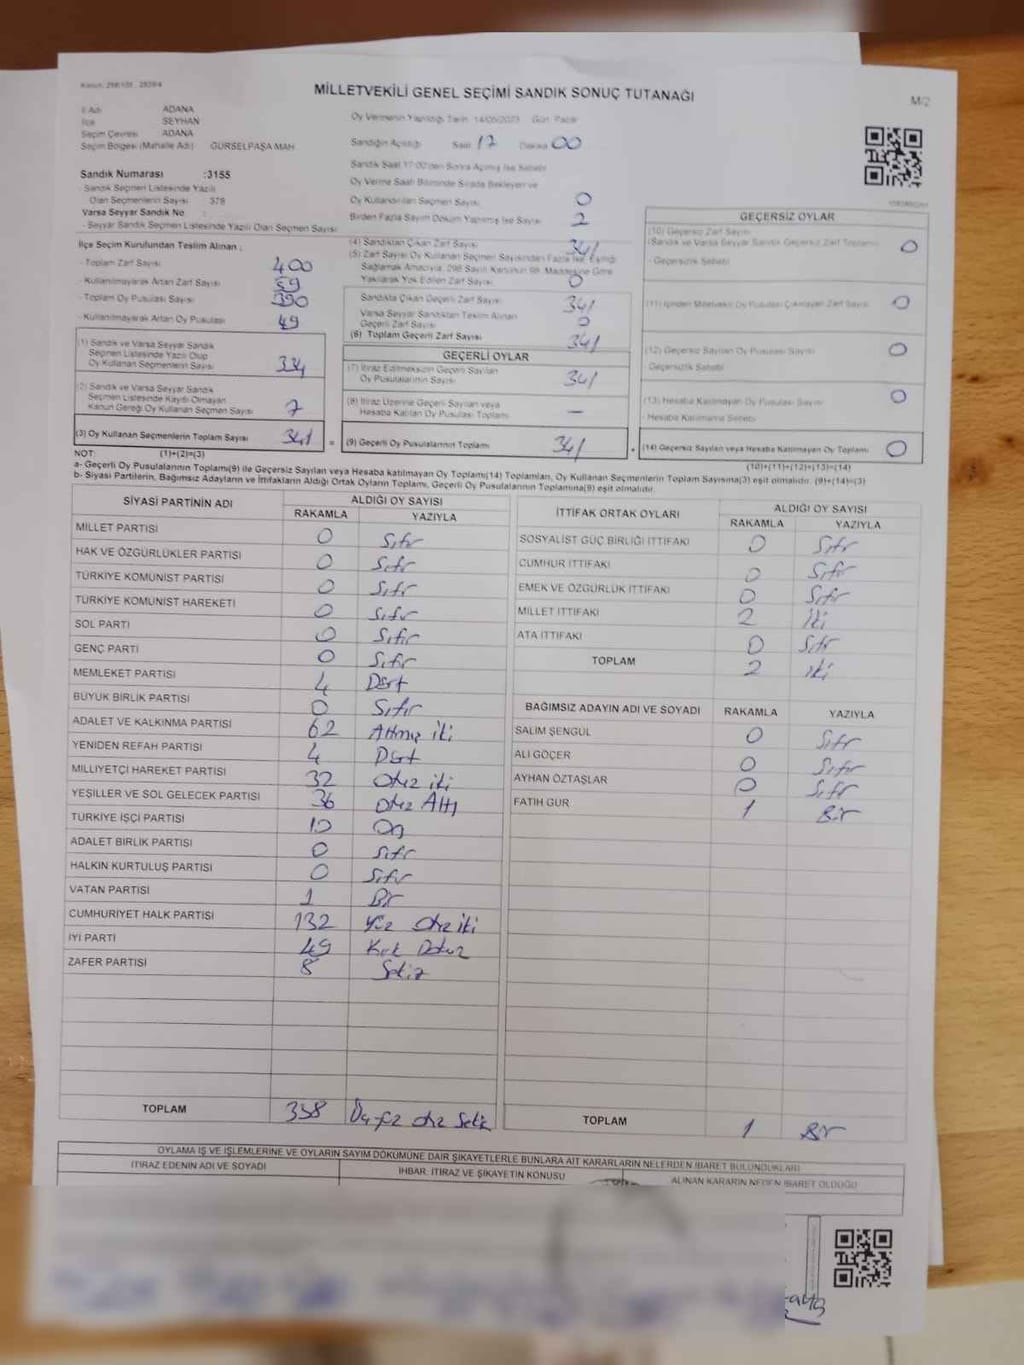 Kanun: 298/101 , 2839/4
MİLLETVEKİLİ GENEL SEÇİMİ SANDIK SONUÇ TUTANAĞI
M/2
İl Adı ADANA
İlçe SEYHAN
Seçim Çevresi ADANA
Seçim Bölgesi (Mahalle Adı) GÜRSELPAŞA MAH
Sandık Numarası :3155
- Sandık Seçmen Listesinde Yazılı
Olan Seçmenlerin Sayısı 378
Varsa Seyyar Sandık No :
- Seyyar Sandık Seçmen Listesinde Yazılı Olan Seçmen Sayısı
İlçe Seçim Kurulundan Teslim Alınan ;
- Toplam Zarf Sayısı 400
- Kullanılmayarak Artan Zarf Sayısı 59
- Toplam Oy Pusulası Sayısı 390
- Kullanılmayarak Artan Oy Pusulası 49
(1) Sandık ve Varsa Seyyar Sandık
Seçmen Listesinde Yazılı Olup
Oy Kullanan Seçmenlerin Sayısı 334
(2) Sandık ve Varsa Seyyar Sandık
Seçmen Listesinde Kaydı Olmayan
Kanun Gereği Oy Kullanan Seçmen Sayısı 7
(3) Oy Kullanan Seçmenlerin Toplam Sayısı 341
Oy Vermenin Yapıldığı Tarih: 14/05/2023 Gün: Pazar
Sandığın Açıldığı Saat 17 Dakika 00
Sandık Saat 17:00'den Sonra Açılmış İse Sebebi
Oy Verme Saati Bitiminde Sırada Bekleyen ve
Oy Kullandırılan Seçmen Sayısı 0
Birden Fazla Sayım Döküm Yapılmış İse Sayısı 2
(4) Sandıktan Çıkan Zarf Sayısı 341
(5) Zarf Sayısı Oy Kullanan Seçmen Sayısından Fazla İse, Eşitliği
Sağlamak Amacıyla, 298 Sayılı Kanunun 98. Maddesine Göre
Yakılarak Yok Edilen Zarf Sayısı 0
Sandıkta Çıkan Geçerli Zarf Sayısı 341
Varsa Seyyar Sandıktan Teslim Alınan
Geçerli Zarf Sayısı 0
(6) Toplam Geçerli Zarf Sayısı 341
GEÇERLİ OYLAR
(7) İtiraz Edilmeksizin Geçerli Sayılan
Oy Pusulalarının Sayısı 341
(8) İtiraz Üzerine Geçerli Sayılan veya
Hesaba Katılan Oy Pusulası Toplamı —
= (9) Geçerli Oy Pusulalarının Toplamı 341
GEÇERSİZ OYLAR
(10) Geçersiz Zarf Sayısı
(Sandık ve Varsa Seyyar Sandık Geçersiz Zarf Toplamı) 0
- Geçersizlik Sebebi
(11) İçinden Milletvekili Oy Pusulası Çıkmayan Zarf Sayısı 0
(12) Geçersiz Sayılan Oy Pusulası Sayısı 0
Geçersizlik Sebebi
(13) Hesaba Katılmayan Oy Pusulası Sayısı 0
- Hesaba Katılmama Sebebi
+ (14) Geçersiz Sayılan veya Hesaba Katılmayan Oy Toplamı 0
NOT: (1)+(2)=(3)
(10)+(11)+(12)+(13)=(14)
a- Geçerli Oy Pusulalarının Toplamı(9) ile Geçersiz Sayılan veya Hesaba katılmayan Oy Toplamı(14) Toplamları, Oy Kullanan Seçmenlerin Toplam Sayısına(3) eşit olmalıdır. (9)+(14)=(3)
b- Siyasi Partilerin, Bağımsız Adayların ve İttifakların Aldığı Ortak Oyların Toplamı, Geçerli Oy Pusulalarının Toplamına(9) eşit olmalıdır.
SİYASİ PARTİNİN ADI ALDIĞI OY SAYISI
RAKAMLA YAZIYLA
MİLLET PARTİSİ 0 Sıfır
HAK VE ÖZGÜRLÜKLER PARTİSİ 0 Sıfır
TÜRKİYE KOMÜNİST PARTİSİ 0 Sıfır
TÜRKİYE KOMÜNİST HAREKETİ 0 Sıfır
SOL PARTİ 0 Sıfır
GENÇ PARTİ 0 Sıfır
MEMLEKET PARTİSİ 4 Dört
BÜYÜK BİRLİK PARTİSİ 0 Sıfır
ADALET VE KALKINMA PARTİSİ 62 Atmış iki
YENİDEN REFAH PARTİSİ 4 Dört
MİLLİYETÇİ HAREKET PARTİSİ 32 Otuz iki
YEŞİLLER VE SOL GELECEK PARTİSİ 36 Otuz Altı
TÜRKİYE İŞÇİ PARTİSİ 10 On
ADALET BİRLİK PARTİSİ 0 Sıfır
HALKIN KURTULUŞ PARTİSİ 0 Sıfır
VATAN PARTİSİ 1 Bir
CUMHURİYET HALK PARTİSİ 132 Yüz Otuz iki
İYİ PARTİ 49 Kırk Dokuz
ZAFER PARTİSİ 8 Sekiz
TOPLAM 338 Üç yüz otuz Sekiz
İTTİFAK ORTAK OYLARI ALDIĞI OY SAYISI
RAKAMLA YAZIYLA
SOSYALİST GÜÇ BİRLİĞİ İTTİFAKI 0 Sıfır
CUMHUR İTTİFAKI 0 Sıfır
EMEK VE ÖZGÜRLÜK İTTİFAKI 0 Sıfır
MİLLET İTTİFAKI 2 İki
ATA İTTİFAKI 0 Sıfır
TOPLAM 2 iki
BAĞIMSIZ ADAYIN ADI VE SOYADI RAKAMLA YAZIYLA
SALİM ŞENGÜL 0 Sıfır
ALİ GÖÇER 0 Sıfır
AYHAN ÖZTAŞLAR 0 Sıfır
FATİH GÜR 1 Bir
TOPLAM 1 Bir
OYLAMA İŞ VE İŞLEMLERİNE VE OYLARIN SAYIM DÖKÜMÜNE DAİR ŞİKAYETLERLE BUNLARA AİT KARARLARIN NELERDEN İBARET BULUNDUKLARI
İTİRAZ EDENİN ADI VE SOYADI İHBAR, İTİRAZ VE ŞİKAYETİN KONUSU ALINAN KARARIN NEDEN İBARET OLDUĞU